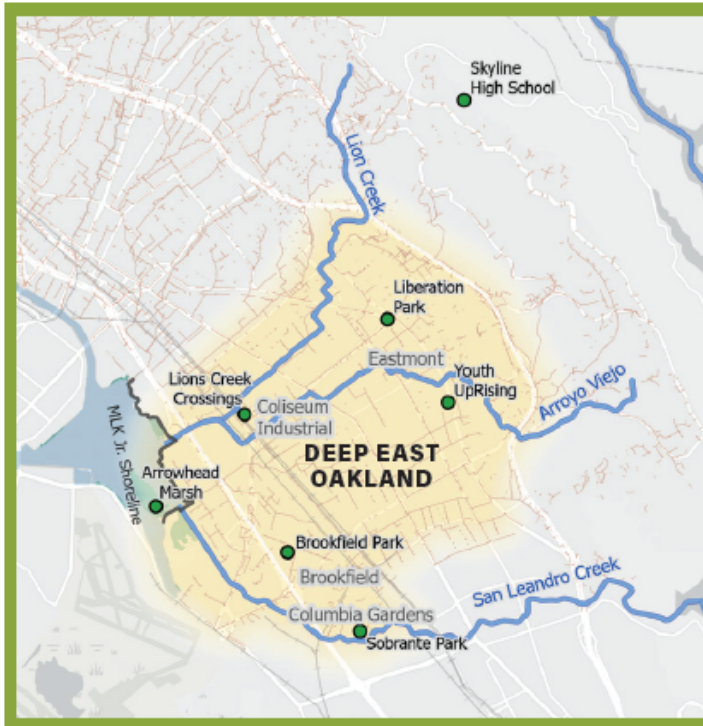 Skyline
High School
Lion Creek
Liberation
Park
Eastmont
Youth
UpRising
Lions Creek
Crossings
Coliseum
Industrial
Arroyo Viejo
MLK Jr. Shoreline
DEEP EAST
OAKLAND
Arrowhead
Marsh
Brookfield Park
Brookfield
San Leandro Creek
Columbia Gardens
Sobrante Park